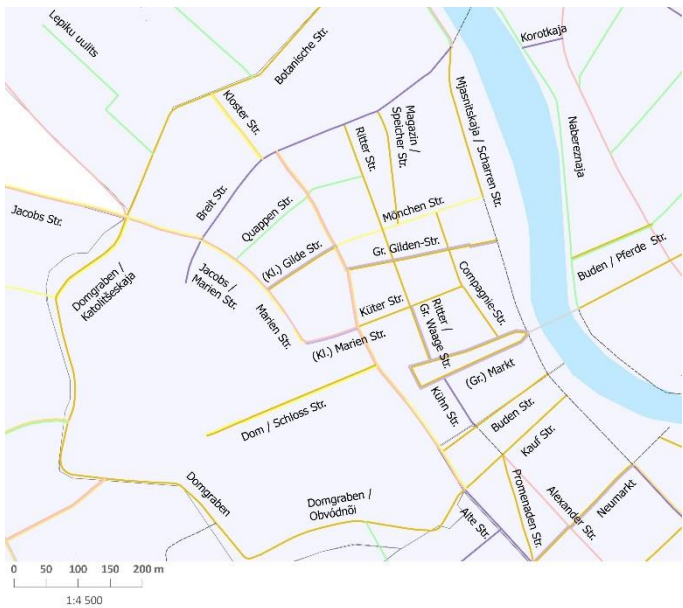 Lepiku uulits
Botanische Str.
Korotkaja
Kloster Str.
Magazin /
Speicher Str.
Ritter Str.
Mjasnitskaja / Scharren Str.
Nabereznaja
Jacobs Str.
Breit Str.
Quappen Str.
Mönchen Str.
(Kl.) Gilde Str.
Gr. Gilden-Str.
Buden / Pferde Str.
Domgraben /
Katolitšeskaja
Jacobs /
Marien Str.
Marien Str.
Compagnie-Str.
Küter Str.
Ritter /
Gr. Waage Str.
(Kl.) Marien Str.
(Gr.) Markt
Kühn Str.
Dom / Schloss Str.
Buden Str.
Kauf Str.
Domgraben
Domgraben /
Obvódnõi
Alte Str.
Promenaden Str.
Alexander Str.
Neumarkt
0 50 100 150 200 m
1:4 500